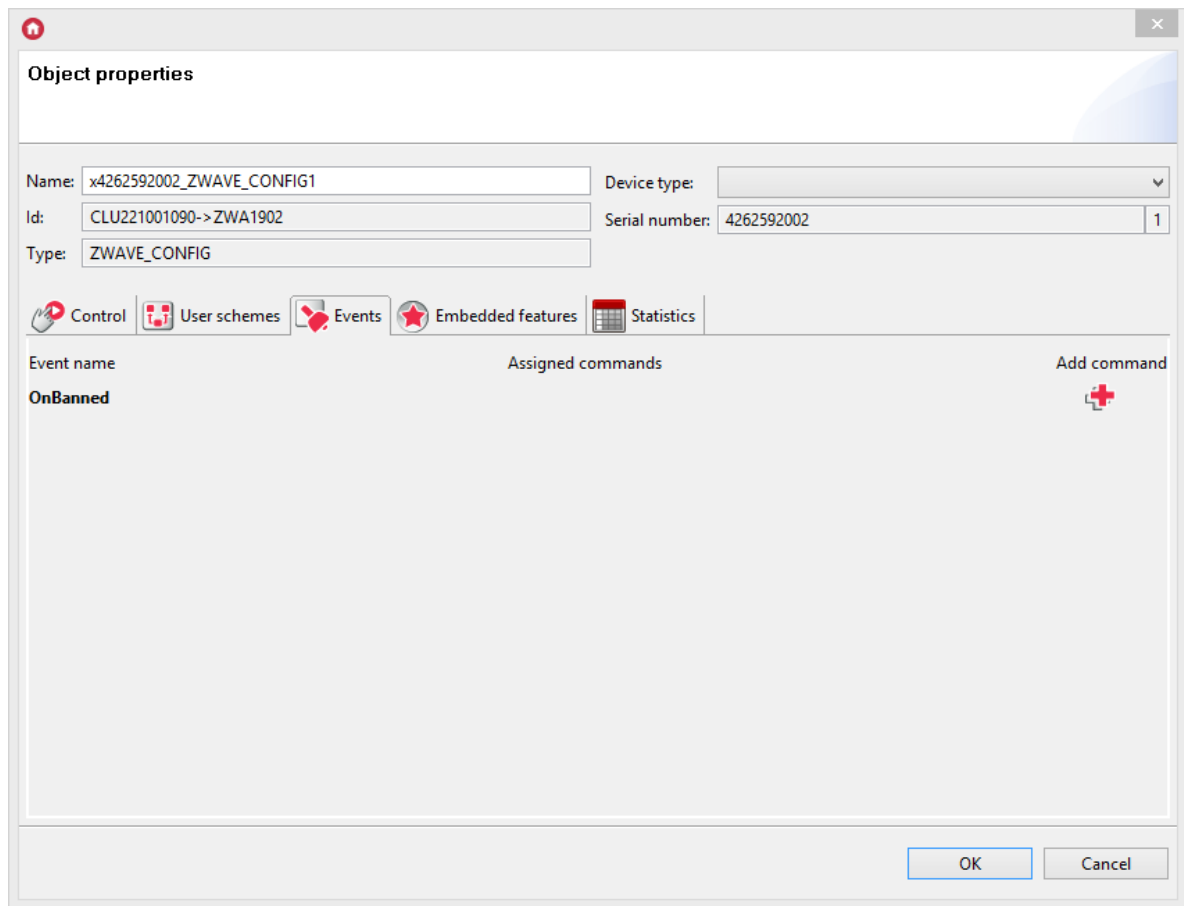 Object properties
Name: x4262592002_ZWAVE_CONFIG1 Device type:
Id: CLU221001090->ZWA1902 Serial number: 4262592002 1
Type: ZWAVE_CONFIG
Control User schemes Events Embedded features Statistics
Event name Assigned commands Add command
OnBanned
OK Cancel